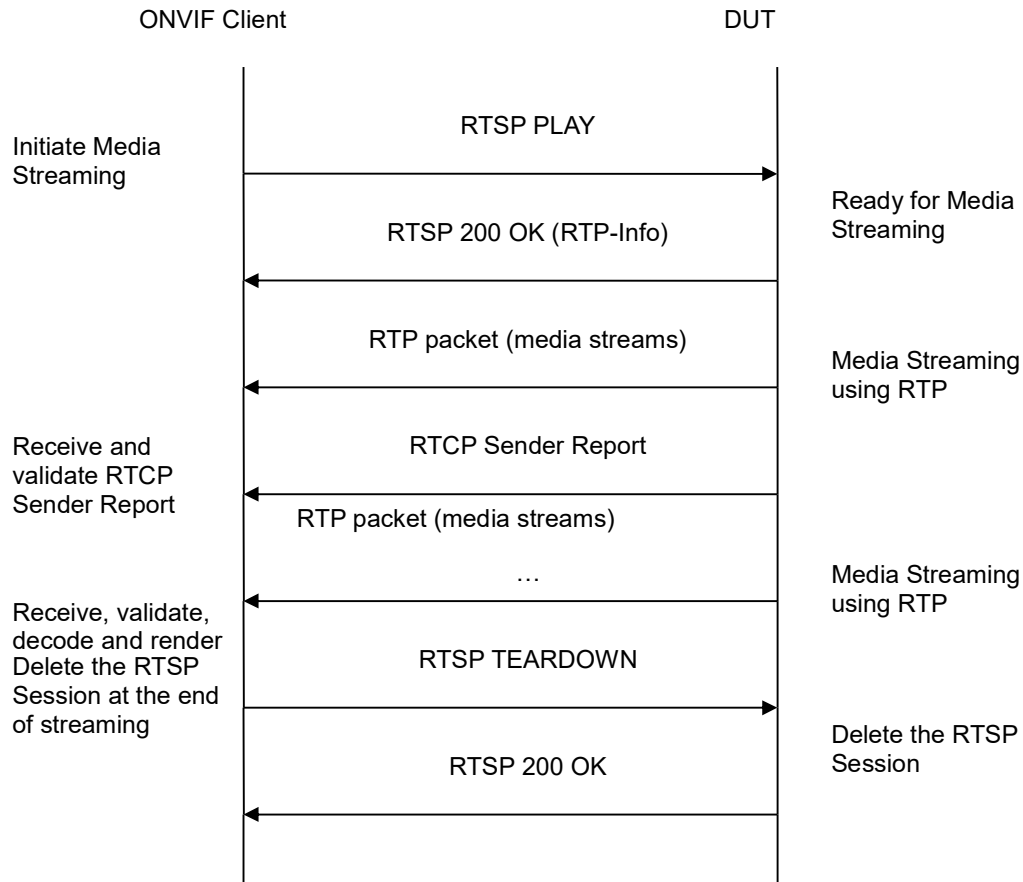 ONVIF Client
DUT
RTSP PLAY
Initiate Media
Streaming
Ready for Media
Streaming
RTSP 200 OK (RTP-Info)
RTP packet (media streams)
Media Streaming
using RTP
RTCP Sender Report
Receive and
validate RTCP
Sender Report
RTP packet (media streams)
…
Media Streaming
using RTP
Receive, validate,
decode and render
Delete the RTSP
Session at the end
of streaming
RTSP TEARDOWN
Delete the RTSP
Session
RTSP 200 OK